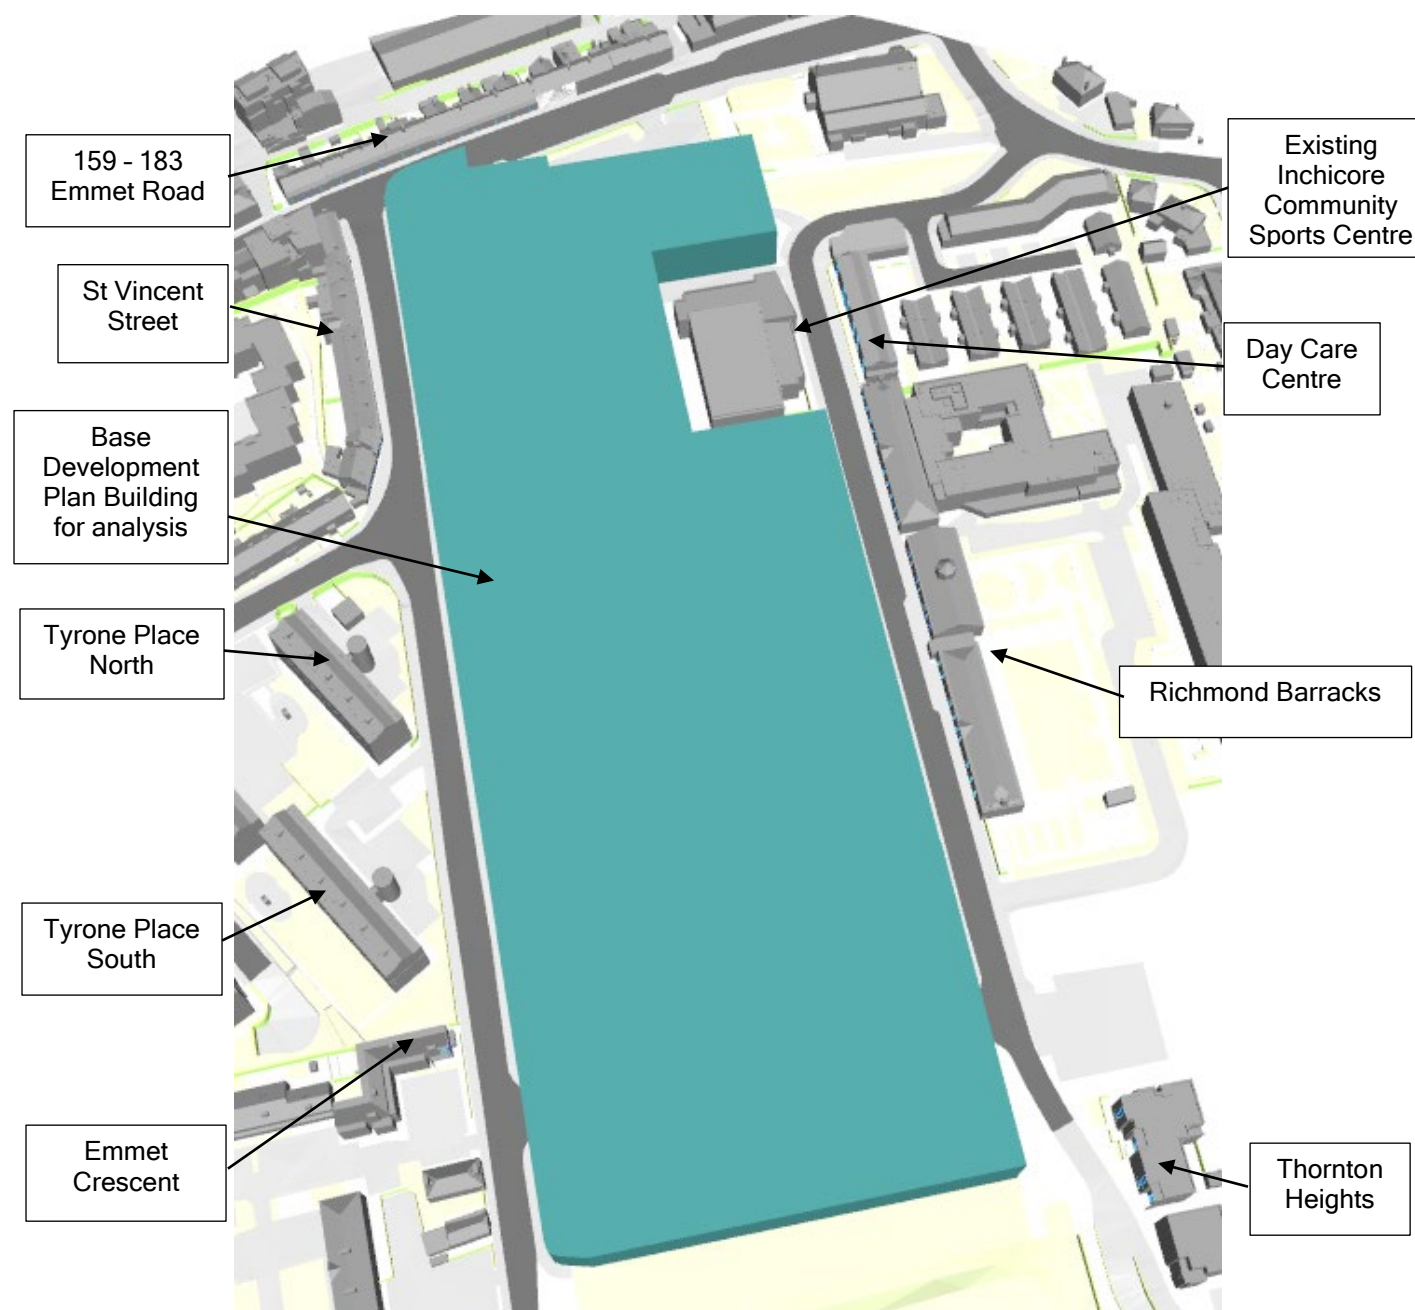 159 – 183
Emmet Road
St Vincent
Street
Base
Development
Plan Building
for analysis
Tyrone Place
North
Tyrone Place
South
Emmet
Crescent
Existing
Inchicore
Community
Sports Centre
Day Care
Centre
Richmond Barracks
Thornton
Heights